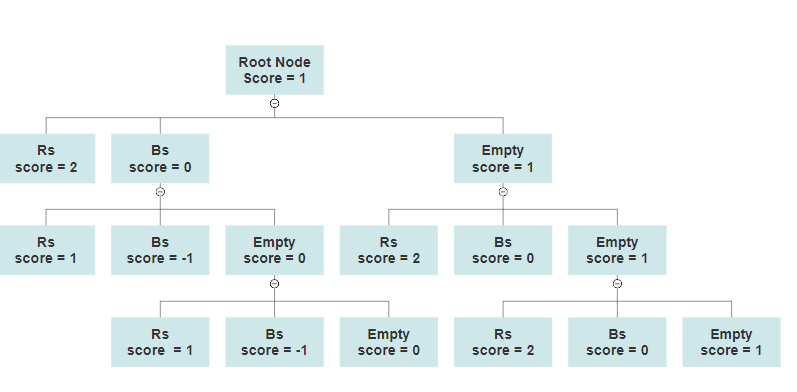 Root Node
Score = 1
Rs
score = 2
Bs
score = 0
Empty
score = 1
Rs
score = 1
Bs
score = -1
Empty
score = 0
Rs
score = 2
Bs
score = 0
Empty
score = 1
Rs
score  = 1
Bs
score = -1
Empty
score = 0
Rs
score = 2
Bs
score = 0
Empty
score = 1